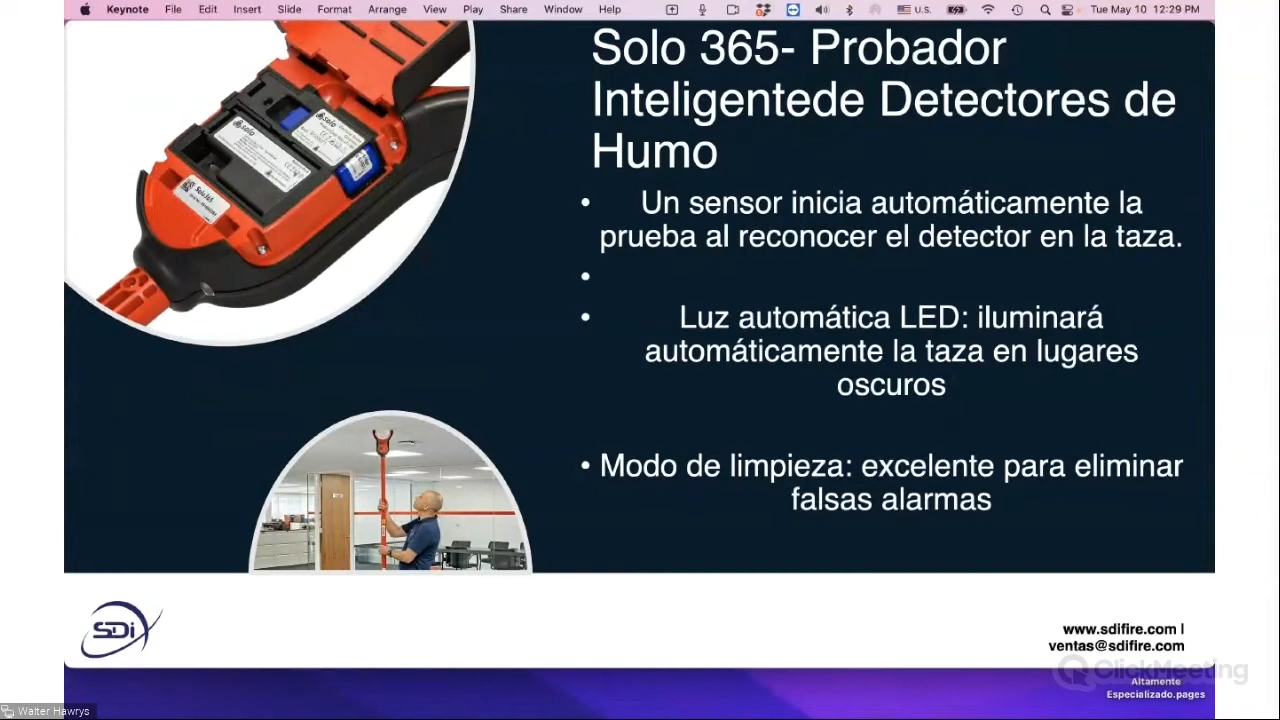 Keynote File Edit Insert Slide Format Arrange View Play Share Window Help U.S. Tue May 10 12:29 PM
Solo 365- Probador
Inteligentede Detectores de
Humo
• Un sensor inicia automáticamente la
prueba al reconocer el detector en la taza.
•
• Luz automática LED: iluminará
automáticamente la taza en lugares
oscuros
• Modo de limpieza: excelente para eliminar
falsas alarmas
Solo
Solo
Solo365
SDi
www.sdifire.com |
ventas@sdifire.com
ClickMeeting
Altamente
Especializado.pages
Walter Hawrys